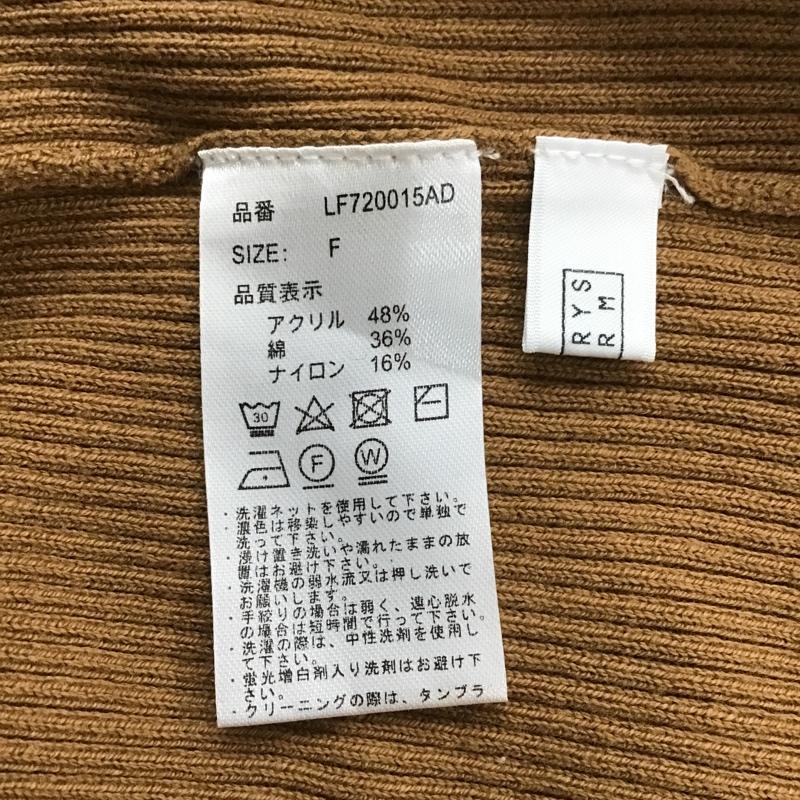 品番 LF720015AD
SIZE: F
品質表示
アクリル 48%
綿 36%
ナイロン 16%
30
F
W
・洗濯ネットを使用して下さい。
・濃色は移染しやすいので単独で
洗って下さい。
・浸け置き洗いや濡れたままの放
置はお避け下さい。
・洗濯機の弱水流又は押し洗いで
お願いします。
・手絞りの場合は弱く、遠心脱水
の場合は短時間で行って下さい。
・洗濯の際は、中性洗剤を使用し
て下さい。
・蛍光増白剤入り洗剤はお避け下
さい。
・クリーニングの際は、タンブラ
RYS
RM